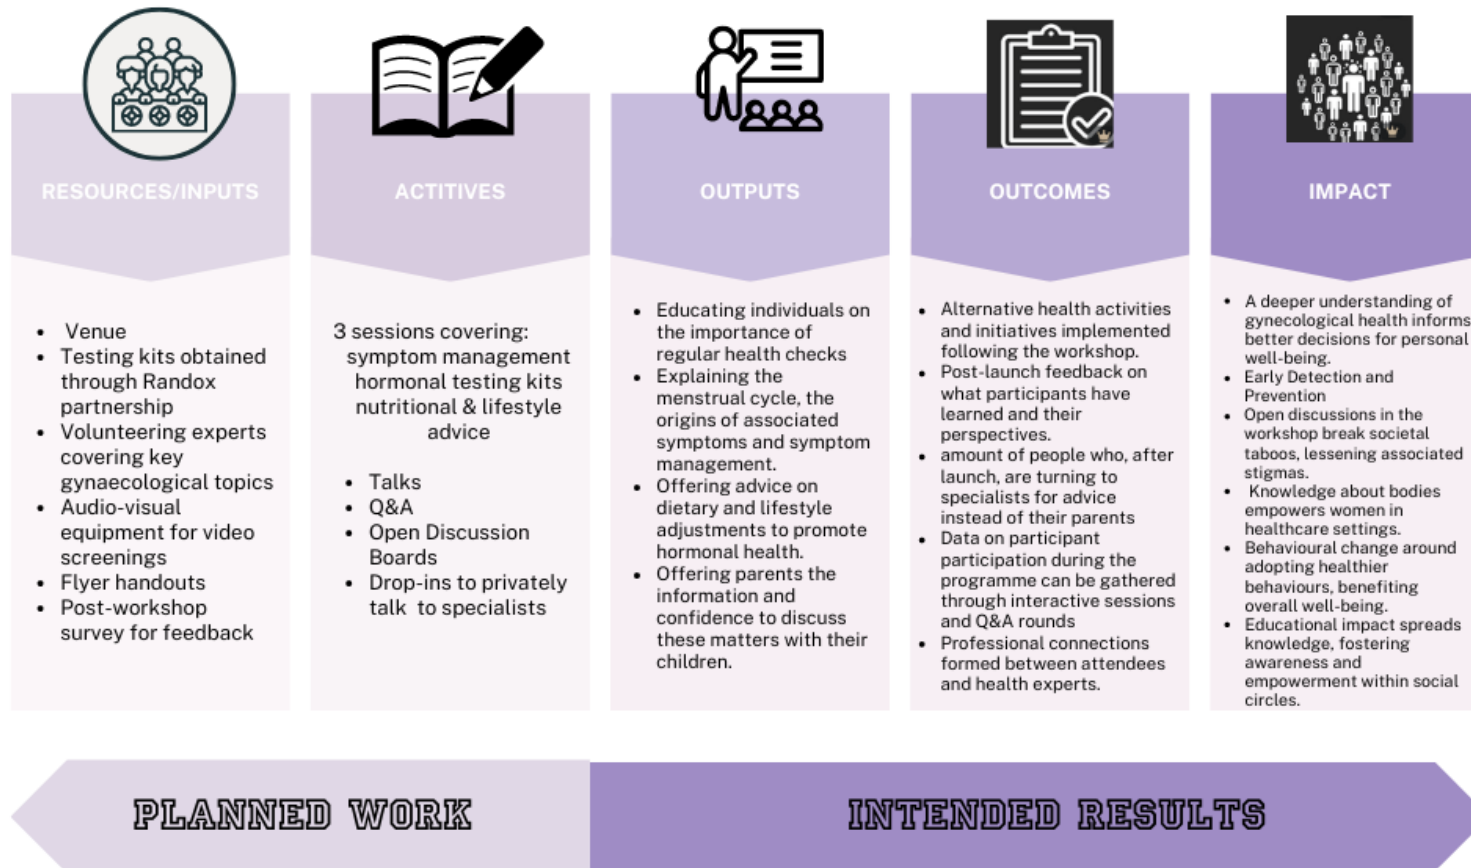 RESOURCES/INPUTS
• Venue
• Testing kits obtained
through Randox
partnership
• Volunteering experts
covering key
gynaecological topics
• Audio-visual
equipment for video
screenings
• Flyer handouts
• Post-workshop
survey for feedback
ACTITIVES
3 sessions covering:
symptom management
hormonal testing kits
nutritional & lifestyle
advice
• Talks
• Q&A
• Open Discussion
Boards
• Drop-ins to privately
talk to specialists
OUTPUTS
• Educating individuals on
the importance of
regular health checks
• Explaining the
menstrual cycle, the
origins of associated
symptoms and symptom
management.
• Offering advice on
dietary and lifestyle
adjustments to promote
hormonal health.
• Offering parents the
information and
confidence to discuss
these matters with their
children.
OUTCOMES
• Alternative health activities
and initiatives implemented
following the workshop.
• Post-launch feedback on
what participants have
learned and their
perspectives.
• amount of people who, after
launch, are turning to
specialists for advice
instead of their parents
• Data on participant
participation during the
programme can be gathered
through interactive sessions
and Q&A rounds
• Professional connections
formed between attendees
and health experts.
IMPACT
• A deeper understanding of
gynecological health informs
better decisions for personal
well-being.
• Early Detection and
Prevention
• Open discussions in the
workshop break societal
taboos, lessening associated
stigmas.
• Knowledge about bodies
empowers women in
healthcare settings.
• Behavioural change around
adopting healthier
behaviours, benefiting
overall well-being.
• Educational impact spreads
knowledge, fostering
awareness and
empowerment within social
circles.
PLANNED WORK
INTENDED RESULTS